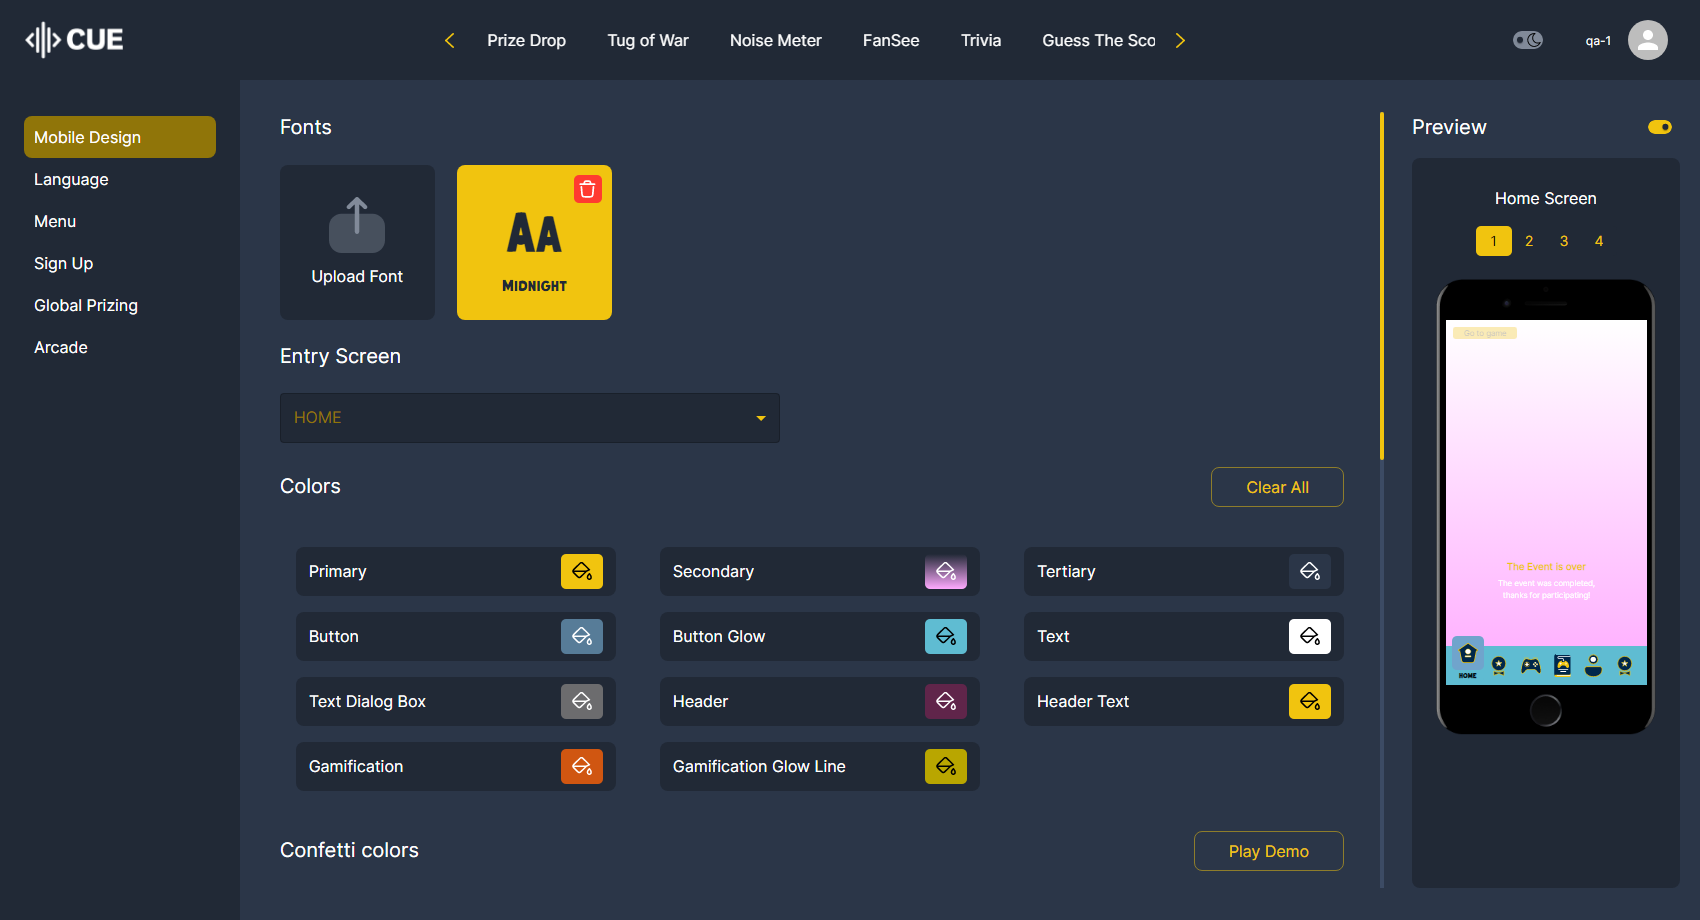 CUE
Prize Drop
Tug of War
Noise Meter
FanSee
Trivia
Guess The Sco
qa-1
Mobile Design
Language
Menu
Sign Up
Global Prizing
Arcade
Fonts
Upload Font
AA
MIDNIGHT
Entry Screen
HOME
Colors
Clear All
Primary
Secondary
Tertiary
Button
Button Glow
Text
Text Dialog Box
Header
Header Text
Gamification
Gamification Glow Line
Confetti colors
Play Demo
Preview
Home Screen
1 2 3 4
Go to game
The Event is over
The event was completed,
thanks for participating!
HOME